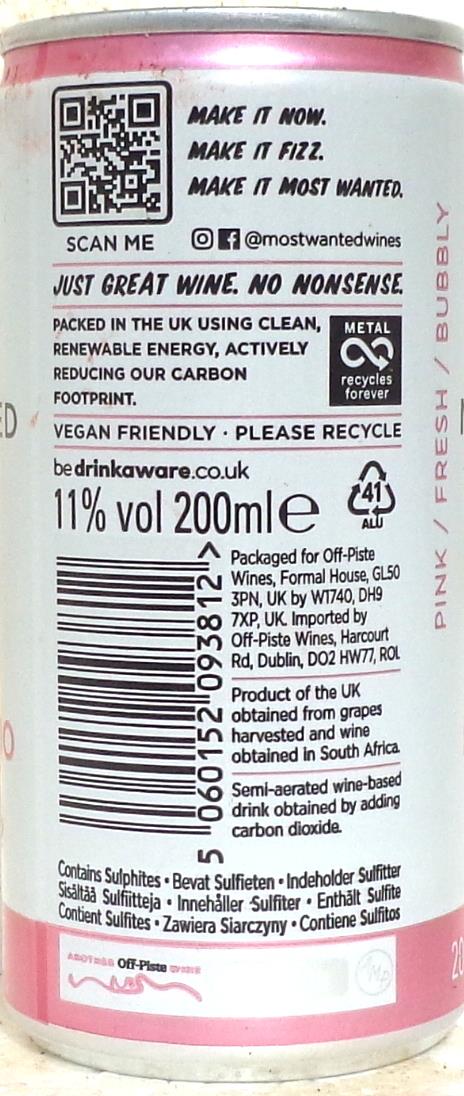 MAKE IT NOW.
MAKE IT FIZZ.
MAKE IT MOST WANTED.
SCAN ME
@mostwantedwines
JUST GREAT WINE. NO NONSENSE.
PACKED IN THE UK USING CLEAN,
RENEWABLE ENERGY, ACTIVELY
REDUCING OUR CARBON
FOOTPRINT.
METAL
recycles
forever
VEGAN FRIENDLY · PLEASE RECYCLE
bedrinkaware.co.uk
11% vol 200ml e
41
ALU
Packaged for Off-Piste
Wines, Formal House, GL50
3PN, UK by W1740, DH9
7XP, UK. Imported by
Off-Piste Wines, Harcourt
Rd, Dublin, DO2 HW77, ROI.
Product of the UK
obtained from grapes
harvested and wine
obtained in South Africa.
Semi-aerated wine-based
drink obtained by adding
carbon dioxide.
5 060152 093812 >
Contains Sulphites • Bevat Sulfieten • Indeholder Sulfitter
Sisältää Sulfiitteja • Innehåller Sulfiter • Enthält Sulfite
Contient Sulfites • Zawiera Siarczyny • Contiene Sulfitos
ANOTHER Off-Piste WINE
PINK / FRESH / BUBBLY
ED
20